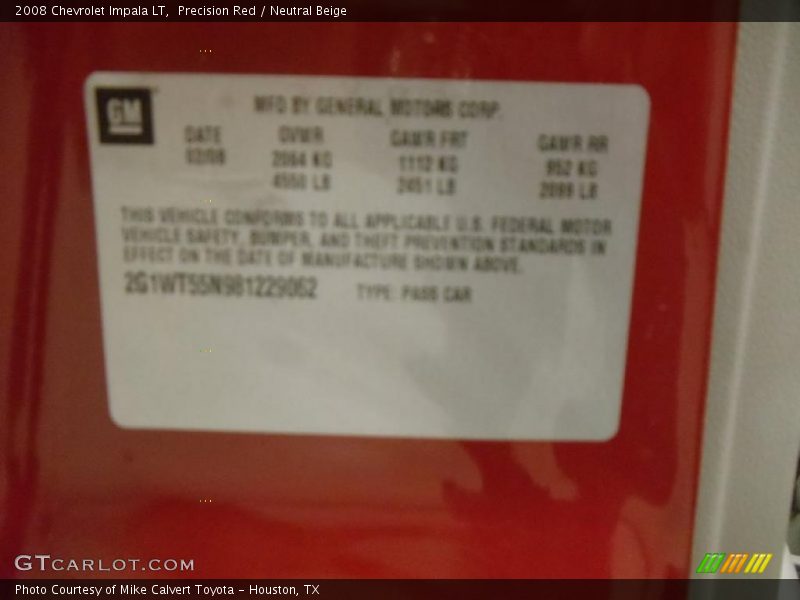 2008 Chevrolet Impala LT,  Precision Red / Neutral Beige
GM
MFD BY GENERAL MOTORS CORP.
DATE GVWR GAWR FRT GAWR RR
02/08 2064 KG 1112 KG 952 KG
4550 LB 2451 LB 2099 LB
THIS VEHICLE CONFORMS TO ALL APPLICABLE U.S. FEDERAL MOTOR
VEHICLE SAFETY, BUMPER, AND THEFT PREVENTION STANDARDS IN
EFFECT ON THE DATE OF MANUFACTURE SHOWN ABOVE.
2G1WT55N981229062 TYPE: PASS CAR
GTCARLOT.COM
Photo Courtesy of Mike Calvert Toyota - Houston, TX